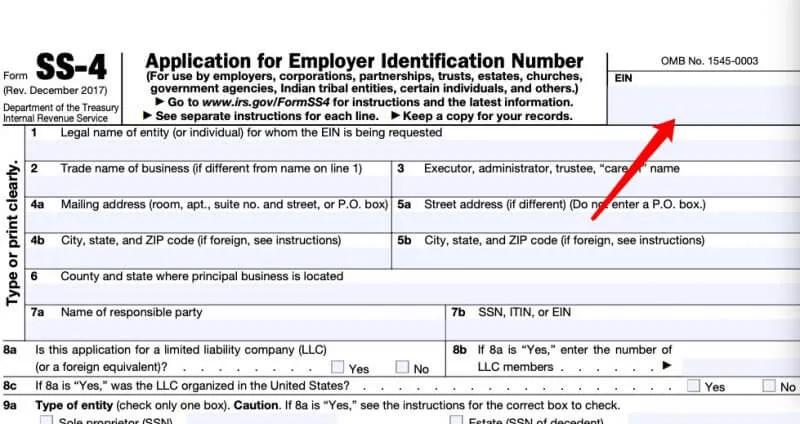 Form SS-4
(Rev. December 2017)
Department of the Treasury
Internal Revenue Service
Application for Employer Identification Number
(For use by employers, corporations, partnerships, trusts, estates, churches,
government agencies, Indian tribal entities, certain individuals, and others.)
▶ Go to www.irs.gov/FormSS4 for instructions and the latest information.
▶ See separate instructions for each line. ▶ Keep a copy for your records.
OMB No. 1545-0003
EIN
Type or print clearly.
1 Legal name of entity (or individual) for whom the EIN is being requested
2 Trade name of business (if different from name on line 1)
3 Executor, administrator, trustee, “care of” name
4a Mailing address (room, apt., suite no. and street, or P.O. box)
5a Street address (if different) (Do not enter a P.O. box.)
4b City, state, and ZIP code (if foreign, see instructions)
5b City, state, and ZIP code (if foreign, see instructions)
6 County and state where principal business is located
7a Name of responsible party
7b SSN, ITIN, or EIN
8a Is this application for a limited liability company (LLC)
(or a foreign equivalent)? . . . . . . . . Yes No
8b If 8a is “Yes,” enter the number of
LLC members . . . . . . ▶
8c If 8a is “Yes,” was the LLC organized in the United States? . . . . . . . . . . . . . . . . . . Yes No
9a Type of entity (check only one box). Caution. If 8a is “Yes,” see the instructions for the correct box to check.
Sole proprietor (SSN)
Estate (SSN of decedent)